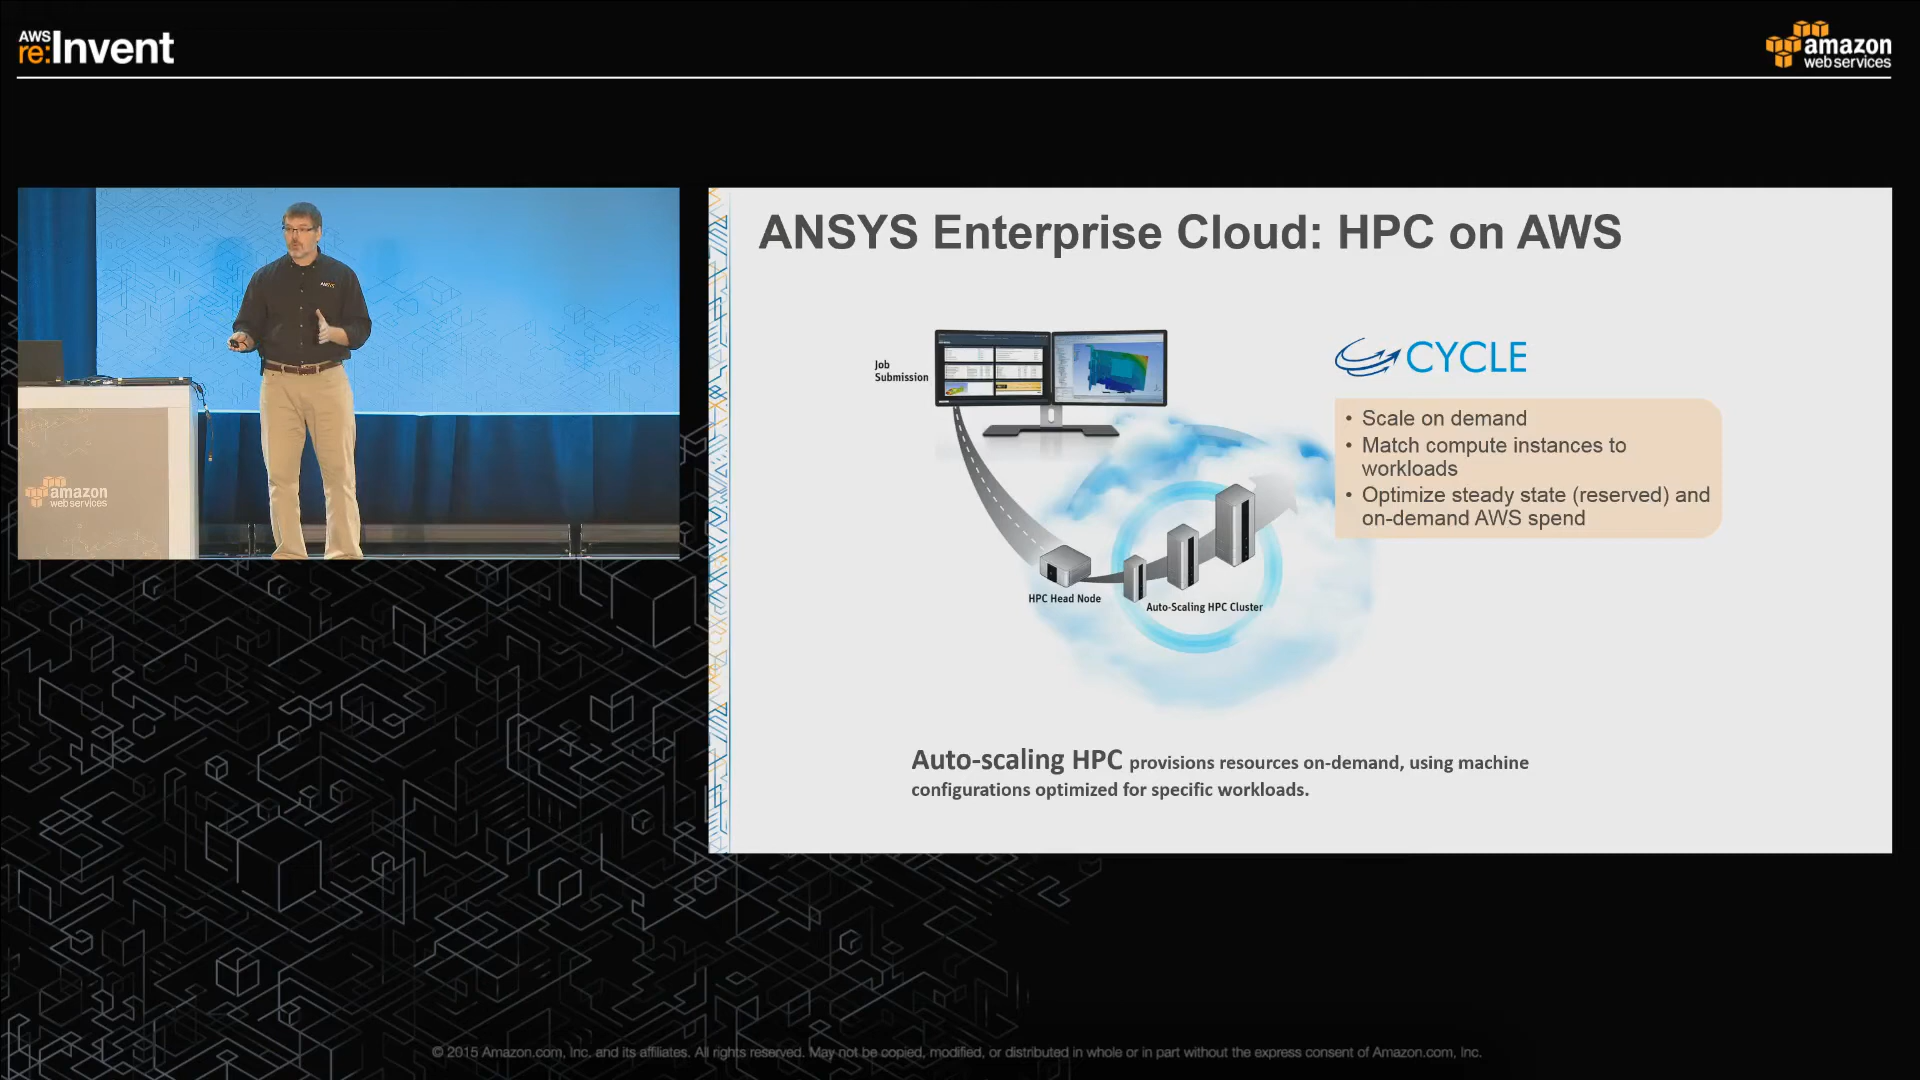 AWS
re:Invent
amazon
web services
ANSYS
amazon
web services
ANSYS Enterprise Cloud: HPC on AWS
Job
Submission
CYCLE
• Scale on demand
• Match compute instances to
workloads
• Optimize steady state (reserved) and
on-demand AWS spend
HPC Head Node
Auto-Scaling HPC Cluster
Auto-scaling HPC provisions resources on-demand, using machine
configurations optimized for specific workloads.
© 2015 Amazon.com, Inc. and its affiliates. All rights reserved. May not be copied, modified, or distributed in whole or in part without the express consent of Amazon.com, Inc.